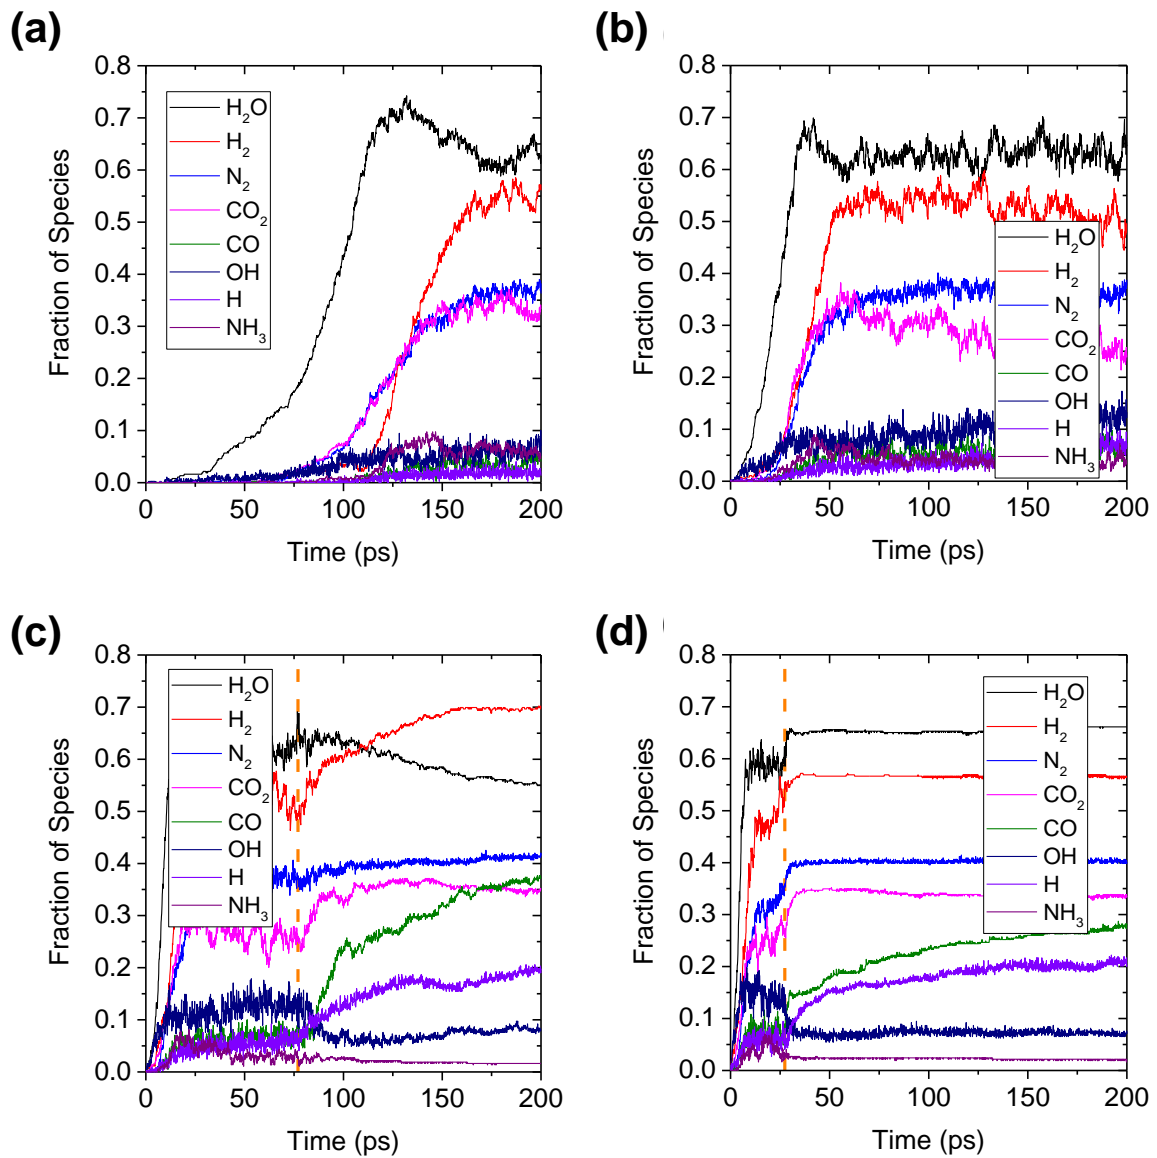 (a)
0.8
0.7
0.6
0.5
0.4
0.3
0.2
0.1
0.0
Fraction of Species
H₂O
H₂
N₂
CO₂
CO
OH
H
NH₃
0 50 100 150 200
Time (ps)
(b)
0.8
0.7
0.6
0.5
0.4
0.3
0.2
0.1
0.0
Fraction of Species
H₂O
H₂
N₂
CO₂
CO
OH
H
NH₃
0 50 100 150 200
Time (ps)
(c)
0.8
0.7
0.6
0.5
0.4
0.3
0.2
0.1
0.0
Fraction of Species
H₂O
H₂
N₂
CO₂
CO
OH
H
NH₃
0 50 100 150 200
Time (ps)
(d)
0.8
0.7
0.6
0.5
0.4
0.3
0.2
0.1
0.0
Fraction of Species
H₂O
H₂
N₂
CO₂
CO
OH
H
NH₃
0 50 100 150 200
Time (ps)